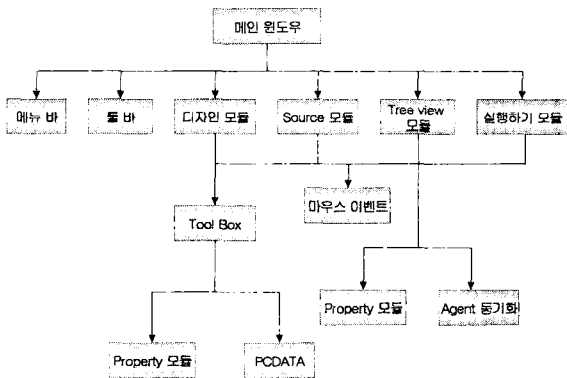 메인 윈도우
메뉴 바
툴 바
디자인 모듈
Source 모듈
Tree view
모듈
실행하기 모듈
마우스 이벤트
Tool Box
Property 모듈
Agent 동기화
Property 모듈
PCDATA